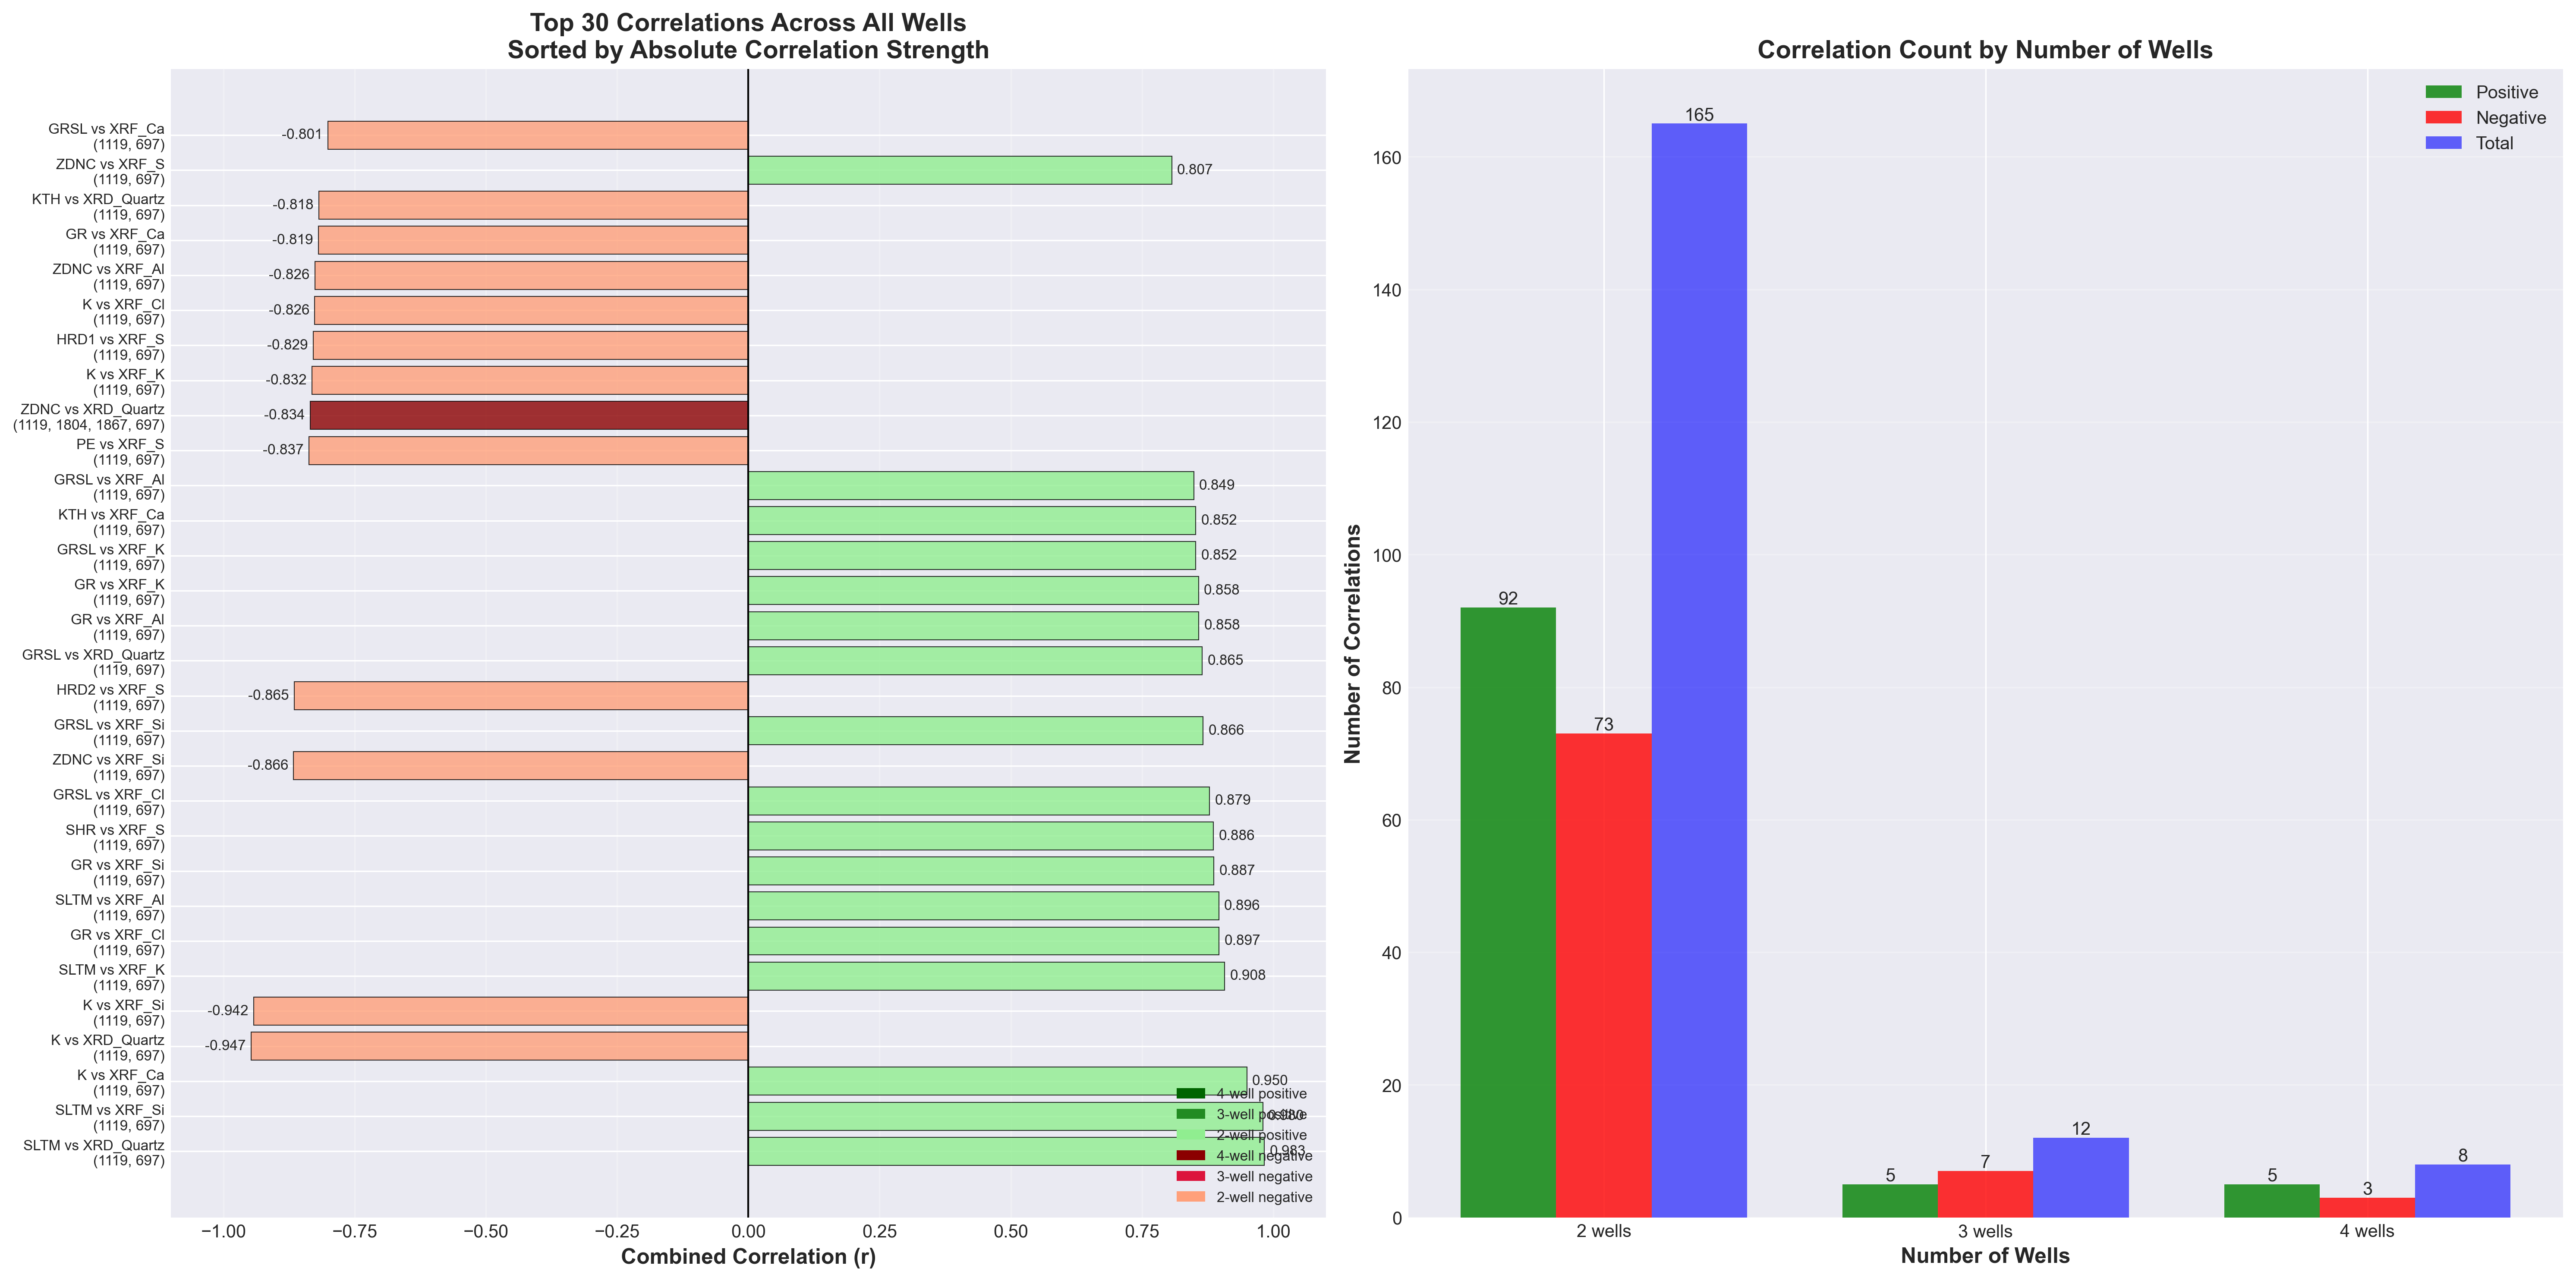 Top 30 Correlations Across All Wells
Sorted by Absolute Correlation Strength
GRSL vs XRF_Ca
(1119, 697)
-0.801
ZDNC vs XRF_S
(1119, 697)
0.807
KTH vs XRD_Quartz
(1119, 697)
-0.818
GR vs XRF_Ca
(1119, 697)
-0.819
ZDNC vs XRF_Al
(1119, 697)
-0.826
K vs XRF_Cl
(1119, 697)
-0.826
HRD1 vs XRF_S
(1119, 697)
-0.829
K vs XRF_K
(1119, 697)
-0.832
ZDNC vs XRD_Quartz
(1119, 1804, 1867, 697)
-0.834
PE vs XRF_S
(1119, 697)
-0.837
GRSL vs XRF_Al
(1119, 697)
0.849
KTH vs XRF_Ca
(1119, 697)
0.852
GRSL vs XRF_K
(1119, 697)
0.852
GR vs XRF_K
(1119, 697)
0.858
GR vs XRF_Al
(1119, 697)
0.858
GRSL vs XRD_Quartz
(1119, 697)
0.865
HRD2 vs XRF_S
(1119, 697)
-0.865
GRSL vs XRF_Si
(1119, 697)
0.866
ZDNC vs XRF_Si
(1119, 697)
-0.866
GRSL vs XRF_Cl
(1119, 697)
0.879
SHR vs XRF_S
(1119, 697)
0.886
GR vs XRF_Si
(1119, 697)
0.887
SLTM vs XRF_Al
(1119, 697)
0.896
GR vs XRF_Cl
(1119, 697)
0.897
SLTM vs XRF_K
(1119, 697)
0.908
K vs XRF_Si
(1119, 697)
-0.942
K vs XRD_Quartz
(1119, 697)
-0.947
K vs XRF_Ca
(1119, 697)
0.950
SLTM vs XRF_Si
(1119, 697)
0.980
SLTM vs XRD_Quartz
(1119, 697)
0.983
4-well positive
3-well positive
2-well positive
4-well negative
3-well negative
2-well negative
−1.00 −0.75 −0.50 −0.25 0.00 0.25 0.50 0.75 1.00
Combined Correlation (r)
Correlation Count by Number of Wells
Positive
Negative
Total
Number of Correlations
160
140
120
100
80
60
40
20
0
92
73
165
5
7
12
5
3
8
2 wells 3 wells 4 wells
Number of Wells